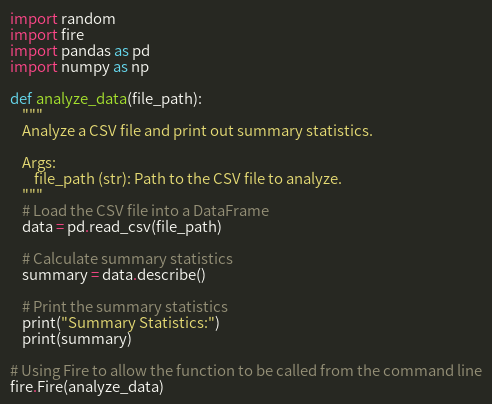 import random
import fire
import pandas as pd
import numpy as np

def analyze_data(file_path):
    """
    Analyze a CSV file and print out summary statistics.

    Args:
        file_path (str): Path to the CSV file to analyze.
    """
    # Load the CSV file into a DataFrame
    data = pd.read_csv(file_path)

    # Calculate summary statistics
    summary = data.describe()

    # Print the summary statistics
    print("Summary Statistics:")
    print(summary)

# Using Fire to allow the function to be called from the command line
fire.Fire(analyze_data)